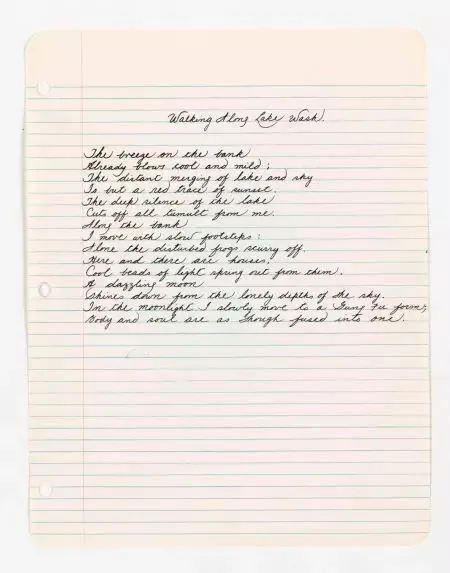 Walking Along Lake Wash.
The breeze on the bank
Already blows cool and mild;
The distant merging of lake and sky
Is but a red trace of sunset.
The deep silence of the lake
Cuts off all tumult from me.
Along the bank
I move with slow footsteps:
Alone the disturbed frogs scurry off.
Here and there are houses,
Cool beads of light spring out from them.
A dazzling moon
Shines down from the lonely depths of the sky.
In the moonlight I slowly move to a Gung Fu form;
Body and soul are as though fused into one.